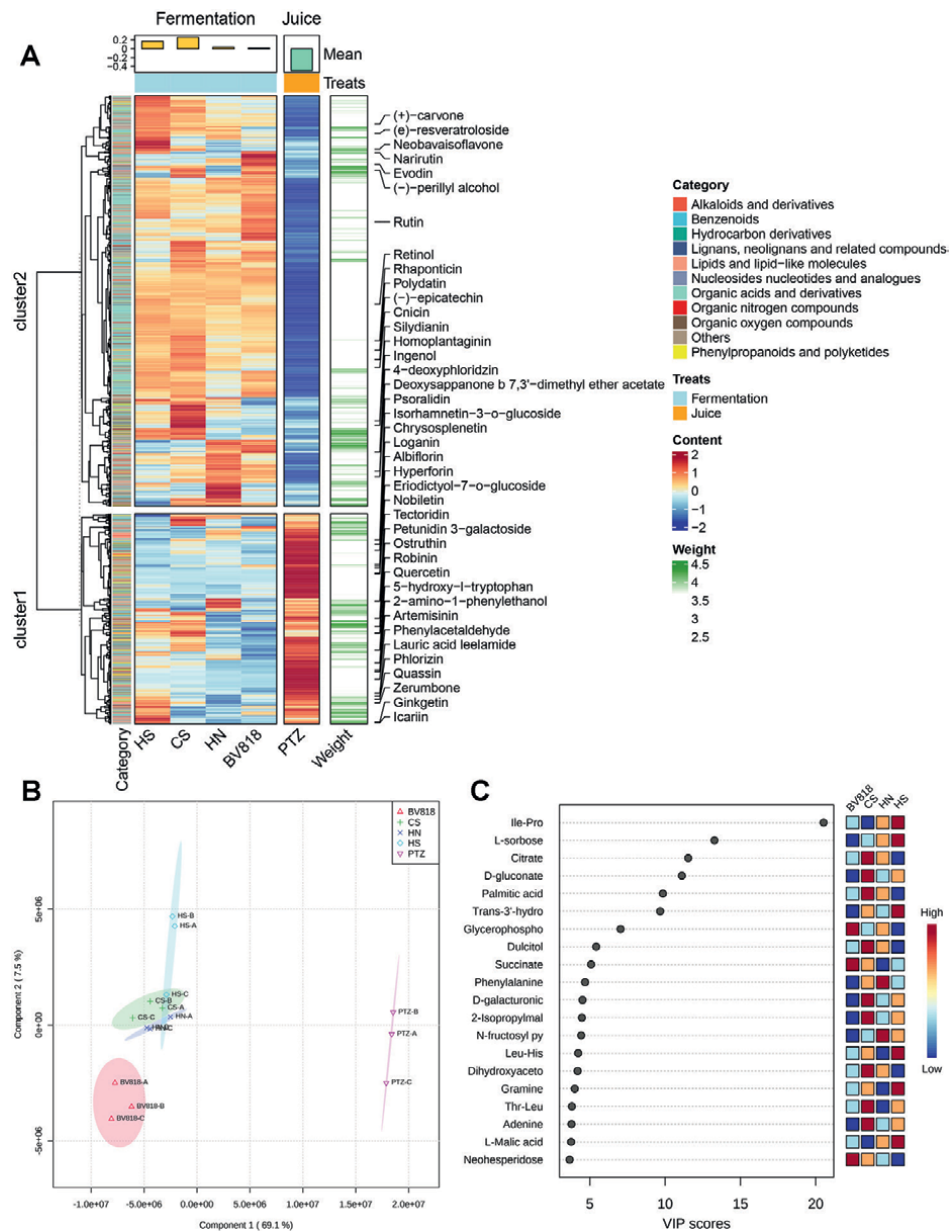 A
Fermentation
Juice
0.2
0
−0.2
−0.4
Mean
Treats
cluster2
cluster1
(+)−carvone
(e)−resveratroloside
Neobavaisoflavone
Narirutin
Evodin
(−)−perillyl alcohol
Rutin
Retinol
Rhaponticin
Polydatin
(−)−epicatechin
Cnicin
Silydianin
Homoplantaginin
Ingenol
4−deoxyphloridzin
Deoxysappanone b 7,3'−dimethyl ether acetate
Psoralidin
Isorhamnetin−3−o−glucoside
Chrysosplenetin
Loganin
Albiflorin
Hyperforin
Eriodictyol−7−o−glucoside
Nobiletin
Tectoridin
Petunidin 3−galactoside
Ostruthin
Robinin
Quercetin
5−hydroxy−l−tryptophan
2−amino−1−phenylethanol
Artemisinin
Phenylacetaldehyde
Lauric acid leelamide
Phlorizin
Quassin
Zerumbone
Ginkgetin
Icariin
Category
HS
CS
HN
BV818
PTZ
Weight
Category
Alkaloids and derivatives
Benzenoids
Hydrocarbon derivatives
Lignans, neolignans and related compounds
Lipids and lipid−like molecules
Nucleosides nucleotides and analogues
Organic acids and derivatives
Organic nitrogen compounds
Organic oxygen compounds
Others
Phenylpropanoids and polyketides
Treats
Fermentation
Juice
Content
2
1
0
−1
−2
Weight
4.5
4
3.5
3
2.5
B
BV818
CS
HN
HS
PTZ
Component 2 ( 7.5 %)
5e+06
0e+00
-5e+06
HS-B
HS-A
HS-C
CS-B
CS-A
CS-C
HN-A
BV818-A
BV818-B
BV818-C
PTZ-B
PTZ-A
PTZ-C
-1.0e+07
-5.0e+06
0.0e+00
5.0e+06
1.0e+07
1.5e+07
2.0e+07
Component 1 ( 69.1 %)
C
BV818
CS
HN
HS
Ile-Pro
L-sorbose
Citrate
D-gluconate
Palmitic acid
Trans-3'-hydro
Glycerophospho
Dulcitol
Succinate
Phenylalanine
D-galacturonic
2-Isopropylmal
N-fructosyl py
Leu-His
Dihydroxyaceto
Gramine
Thr-Leu
Adenine
L-Malic acid
Neohesperidose
5
10
15
20
VIP scores
High
Low